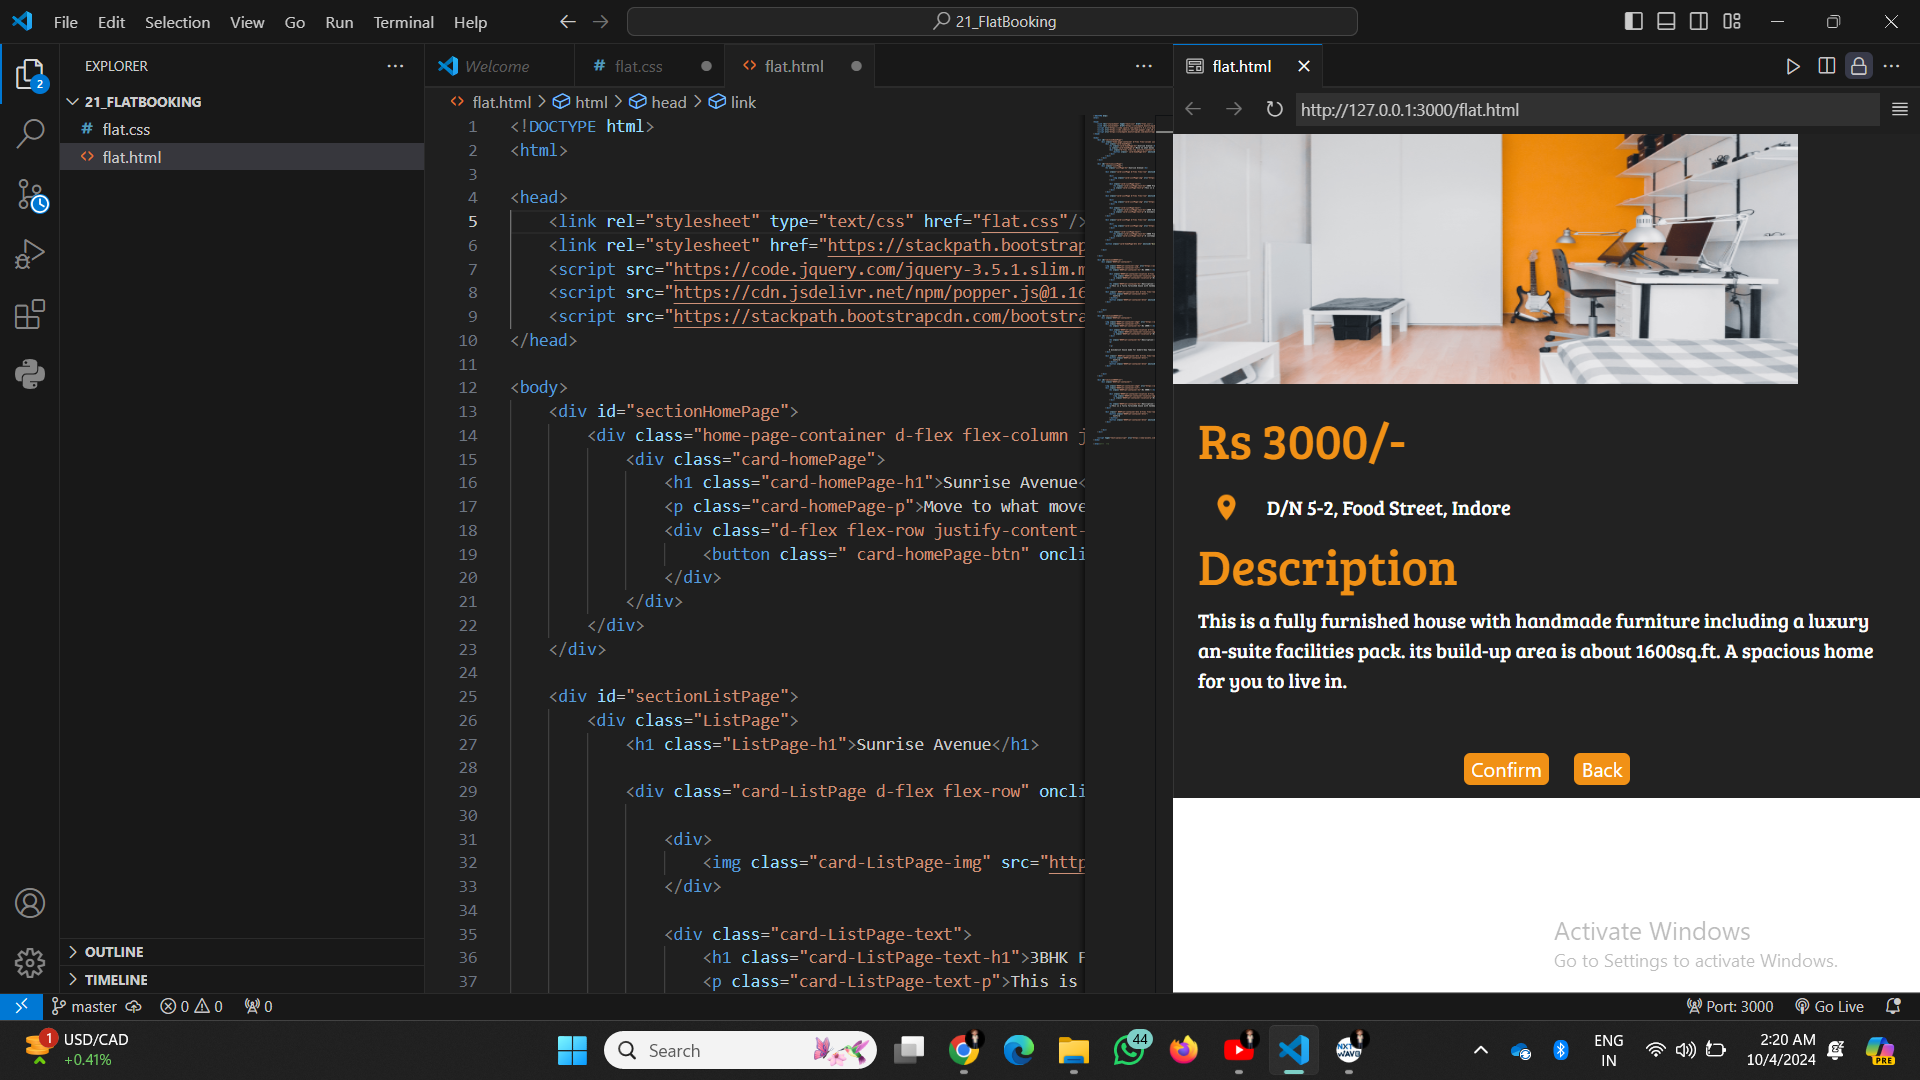 File Edit Selection View Go Run Terminal Help
21_FlatBooking
2
EXPLORER
21_FLATBOOKING
# flat.css
flat.html
OUTLINE
TIMELINE
Welcome
# flat.css
flat.html
flat.html > html > head > link
1 <!DOCTYPE html>
2 <html>
3
4 <head>
5 <link rel="stylesheet" type="text/css" href="flat.css"/>
6 <link rel="stylesheet" href="https://stackpath.bootstrap
7 <script src="https://code.jquery.com/jquery-3.5.1.slim.m
8 <script src="https://cdn.jsdelivr.net/npm/popper.js@1.16
9 <script src="https://stackpath.bootstrapcdn.com/bootstra
10 </head>
11
12 <body>
13 <div id="sectionHomePage">
14 <div class="home-page-container d-flex flex-column j
15 <div class="card-homePage">
16 <h1 class="card-homePage-h1">Sunrise Avenue<
17 <p class="card-homePage-p">Move to what move
18 <div class="d-flex flex-row justify-content-
19 <button class=" card-homePage-btn" oncli
20 </div>
21 </div>
22 </div>
23 </div>
24
25 <div id="sectionListPage">
26 <div class="ListPage">
27 <h1 class="ListPage-h1">Sunrise Avenue</h1>
28
29 <div class="card-ListPage d-flex flex-row" oncli
30
31 <div>
32 <img class="card-ListPage-img" src="http
33 </div>
34
35 <div class="card-ListPage-text">
36 <h1 class="card-ListPage-text-h1">3BHK F
37 <p class="card-ListPage-text-p">This is
flat.html
http://127.0.0.1:3000/flat.html
Rs 3000/-
D/N 5-2, Food Street, Indore
Description
This is a fully furnished house with handmade furniture including a luxury
an-suite facilities pack. its build-up area is about 1600sq.ft. A spacious home
for you to live in.
Confirm Back
Activate Windows
Go to Settings to activate Windows.
master 0 0 0
Port: 3000 Go Live
1
USD/CAD
+0.41%
Search
44
NXT
WAVE
ENG
IN
2:20 AM
10/4/2024
PRE